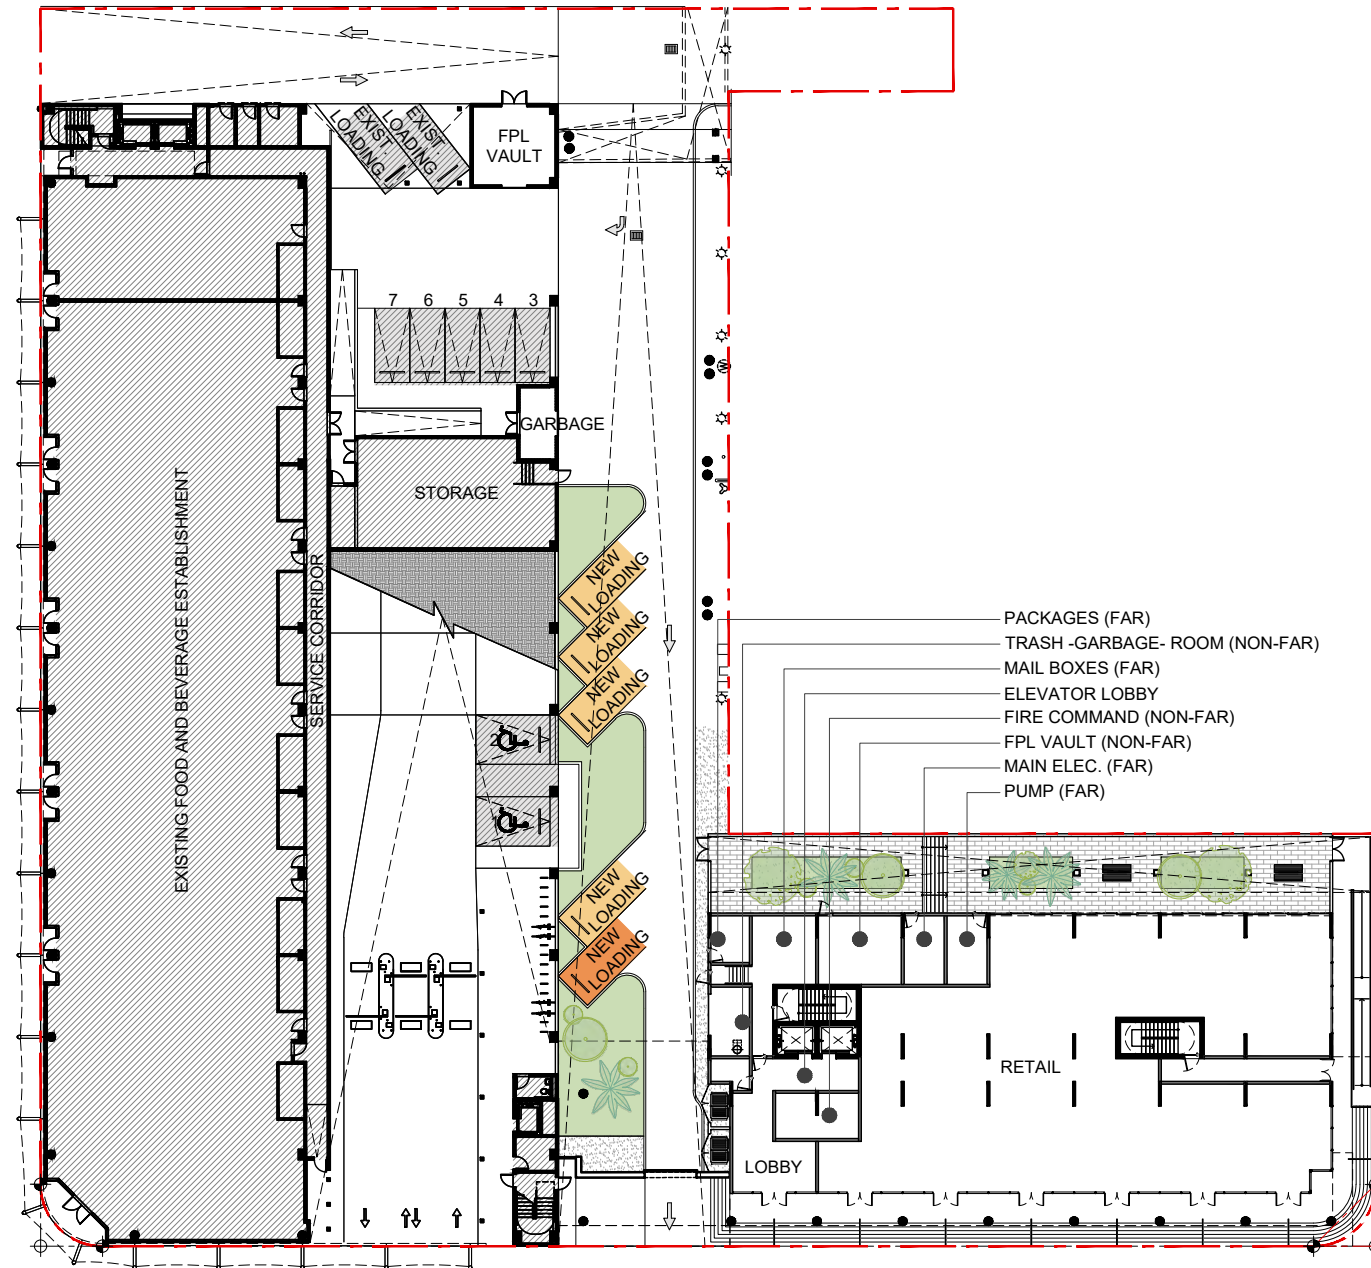 EXIST.
LOADING
EXIST
LOADING
FPL
VAULT
7 6 5 4 3
GARBAGE
STORAGE
EXISTING FOOD AND BEVERAGE ESTABLISHMENT
SERVICE CORRIDOR
NEW
LOADING
NEW
LOADING
NEW
LOADING
2
NEW
LOADING
NEW
LOADING
PACKAGES (FAR)
TRASH -GARBAGE- ROOM (NON-FAR)
MAIL BOXES (FAR)
ELEVATOR LOBBY
FIRE COMMAND (NON-FAR)
FPL VAULT (NON-FAR)
MAIN ELEC. (FAR)
PUMP (FAR)
RETAIL
LOBBY